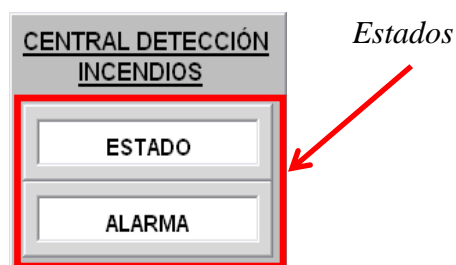 CENTRAL DETECCIÓN
INCENDIOS
Estados
ESTADO
ALARMA